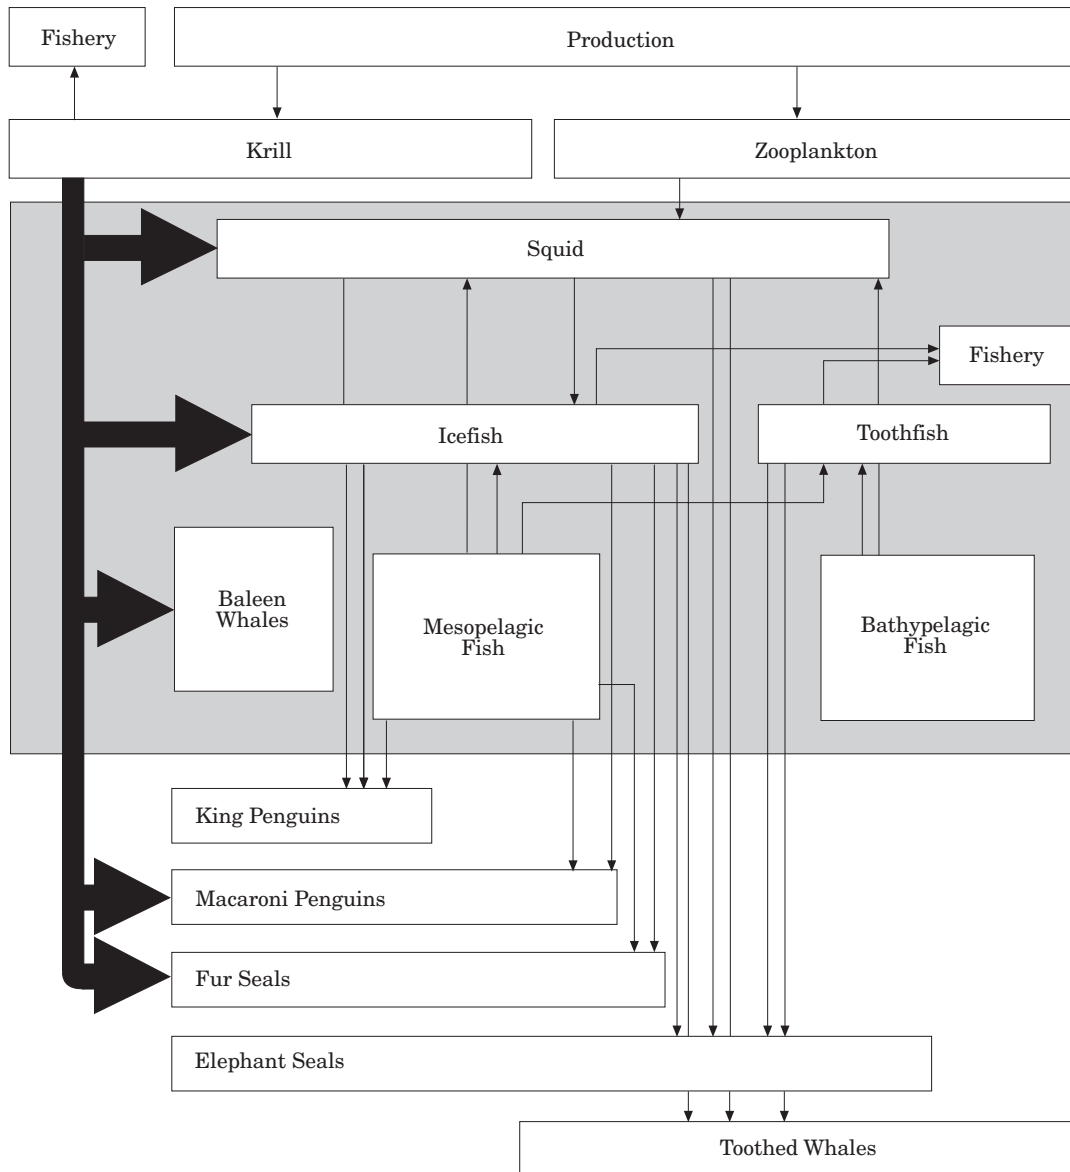 Fishery
Production
Krill
Zooplankton
Squid
Fishery
Icefish
Toothfish
Baleen
Whales
Mesopelagic
Fish
Bathypelagic
Fish
King Penguins
Macaroni Penguins
Fur Seals
Elephant Seals
Toothed Whales